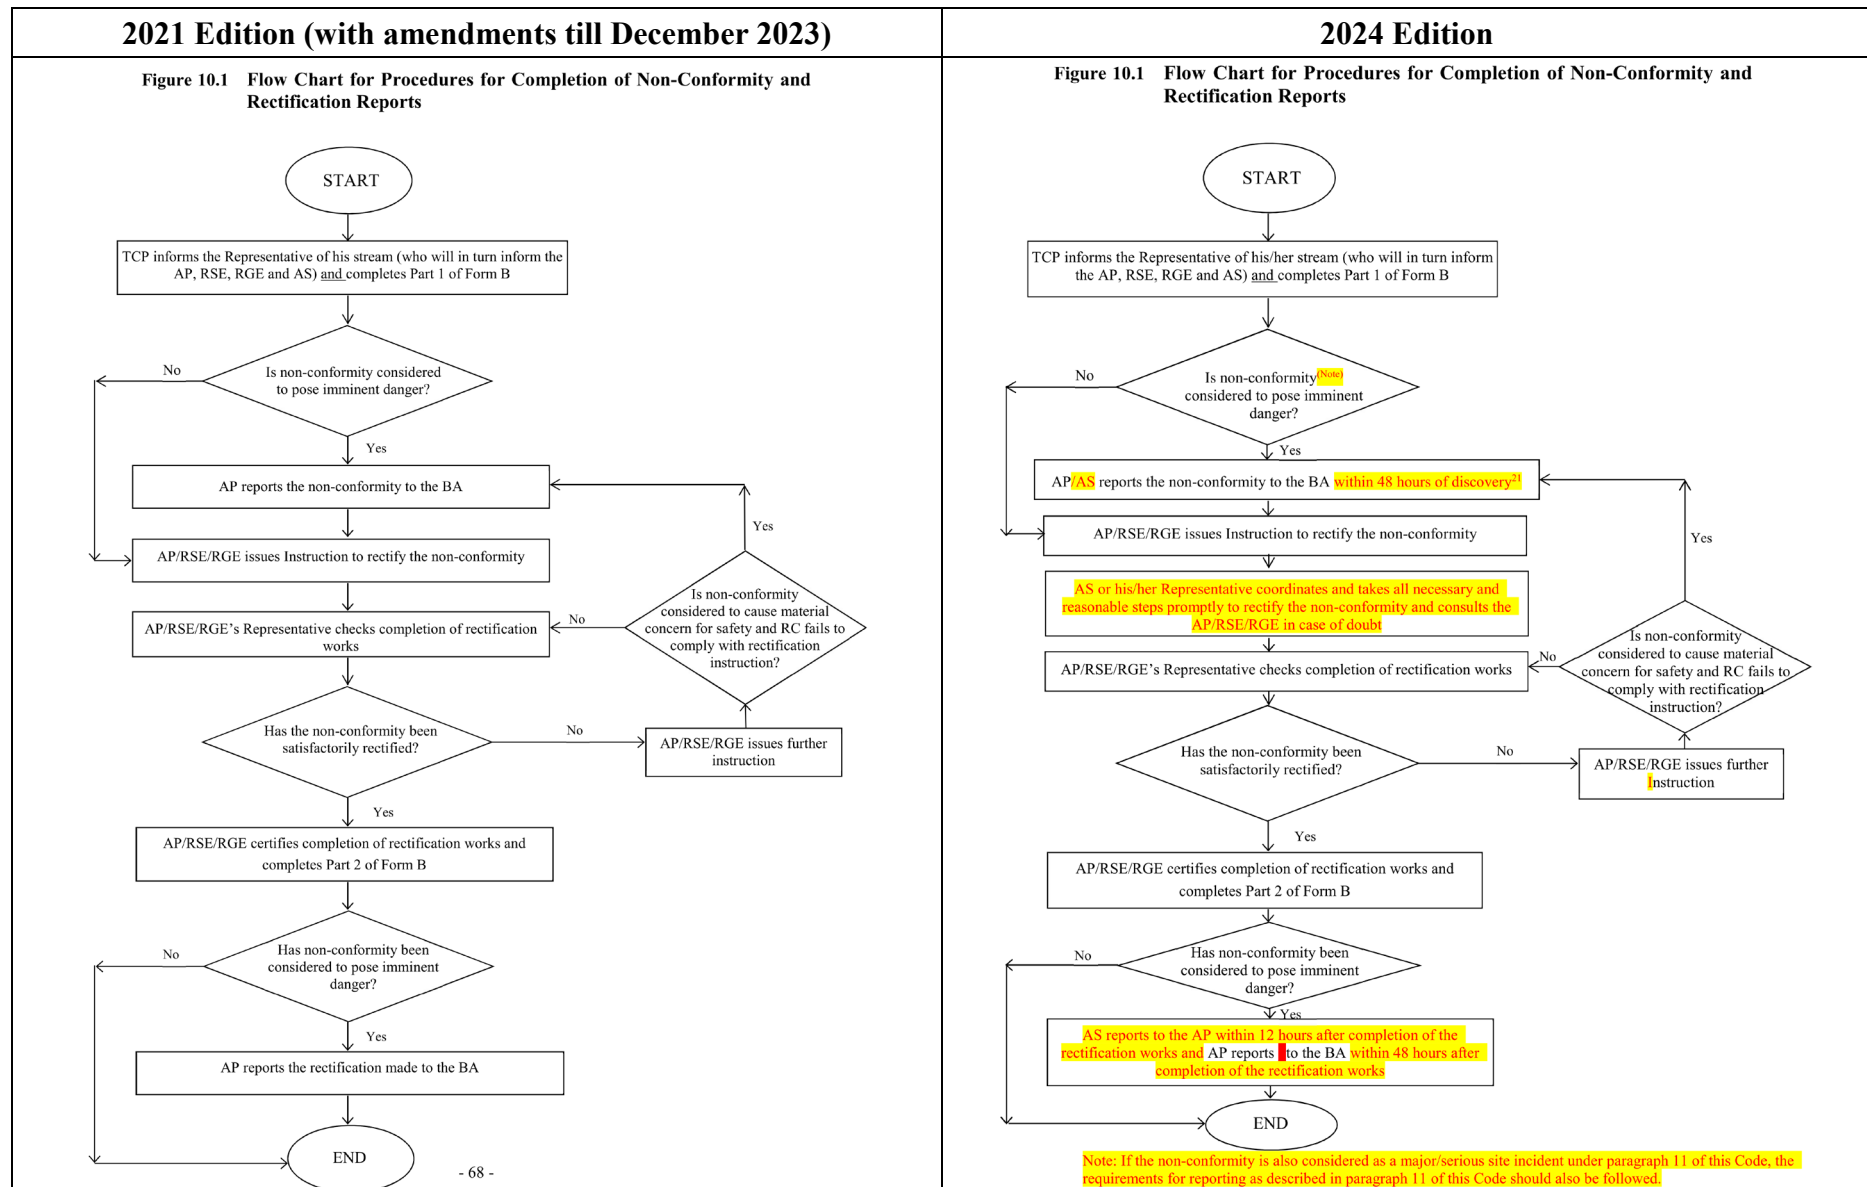 2021 Edition (with amendments till December 2023)
Figure 10.1 Flow Chart for Procedures for Completion of Non-Conformity and
Rectification Reports
START
TCP informs the Representative of his stream (who will in turn inform the
AP, RSE, RGE and AS) and completes Part 1 of Form B
Is non-conformity considered
to pose imminent danger?
No
Yes
AP reports the non-conformity to the BA
AP/RSE/RGE issues Instruction to rectify the non-conformity
AP/RSE/RGE's Representative checks completion of rectification
works
Has the non-conformity been
satisfactorily rectified?
No
AP/RSE/RGE issues further
instruction
Is non-conformity
considered to cause material
concern for safety and RC fails to
comply with rectification
instruction?
No
Yes
Yes
AP/RSE/RGE certifies completion of rectification works and
completes Part 2 of Form B
Has non-conformity been
considered to pose imminent
danger?
No
Yes
AP reports the rectification made to the BA
END
- 68 -
2024 Edition
Figure 10.1 Flow Chart for Procedures for Completion of Non-Conformity and
Rectification Reports
START
TCP informs the Representative of his/her stream (who will in turn inform
the AP, RSE, RGE and AS) and completes Part 1 of Form B
Is non-conformity(Note)
considered to pose imminent
danger?
No
Yes
AP/AS reports the non-conformity to the BA within 48 hours of discovery21
AP/RSE/RGE issues Instruction to rectify the non-conformity
AS or his/her Representative coordinates and takes all necessary and
reasonable steps promptly to rectify the non-conformity and consults the
AP/RSE/RGE in case of doubt
AP/RSE/RGE's Representative checks completion of rectification works
Has the non-conformity been
satisfactorily rectified?
No
AP/RSE/RGE issues further
Instruction
Is non-conformity
considered to cause material
concern for safety and RC fails to
comply with rectification
instruction?
No
Yes
Yes
AP/RSE/RGE certifies completion of rectification works and
completes Part 2 of Form B
Has non-conformity been
considered to pose imminent
danger?
No
Yes
AS reports to the AP within 12 hours after completion of the
rectification works and AP reports to the BA within 48 hours after
completion of the rectification works
END
Note: If the non-conformity is also considered as a major/serious site incident under paragraph 11 of this Code, the
requirements for reporting as described in paragraph 11 of this Code should also be followed.